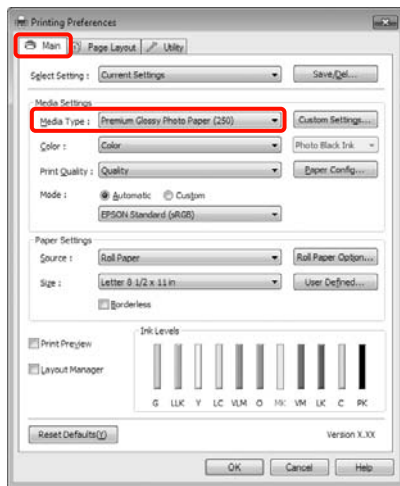 Printing Preferences
Main Page Layout Utility
Select Setting : Current Settings Save/Del...
Media Settings
Media Type : Premium Glossy Photo Paper (250) Custom Settings...
Color : Color Photo Black Ink
Print Quality : Quality Paper Config...
Mode : Automatic Custom
EPSON Standard (sRGB)
Paper Settings
Source : Roll Paper Roll Paper Option...
Size : Letter 8 1/2 x 11 in User Defined...
Borderless
Ink Levels
Print Preview
Layout Manager
G LLK Y LC VLM O MK VM LK C PK
Reset Defaults(Y) Version X.XX
OK Cancel Help